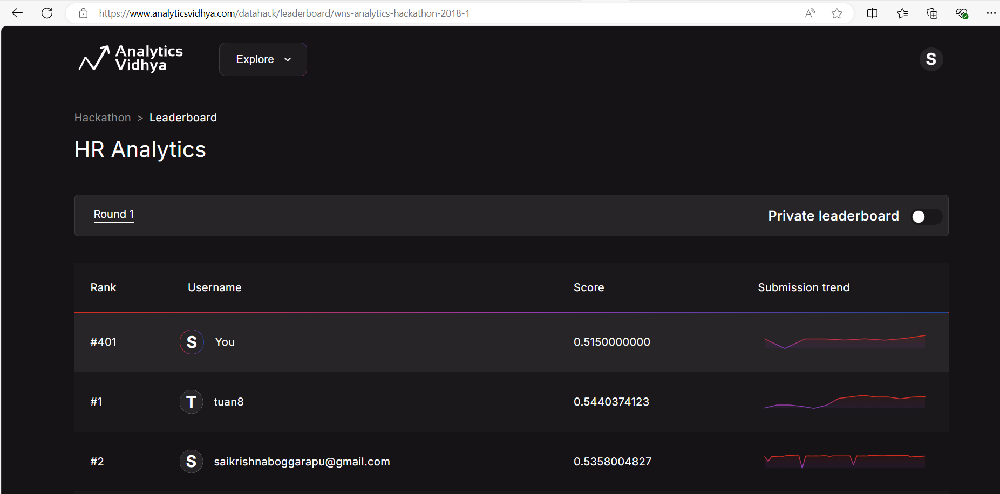 https://www.analyticsvidhya.com/datahack/leaderboard/wns-analytics-hackathon-2018-1
Analytics
Vidhya
Explore
S
Hackathon > Leaderboard
HR Analytics
Round 1
Private leaderboard
Rank Username Score Submission trend
#401 S You 0.5150000000
#1 T tuan8 0.5440374123
#2 S saikrishnaboggarapu@gmail.com 0.5358004827